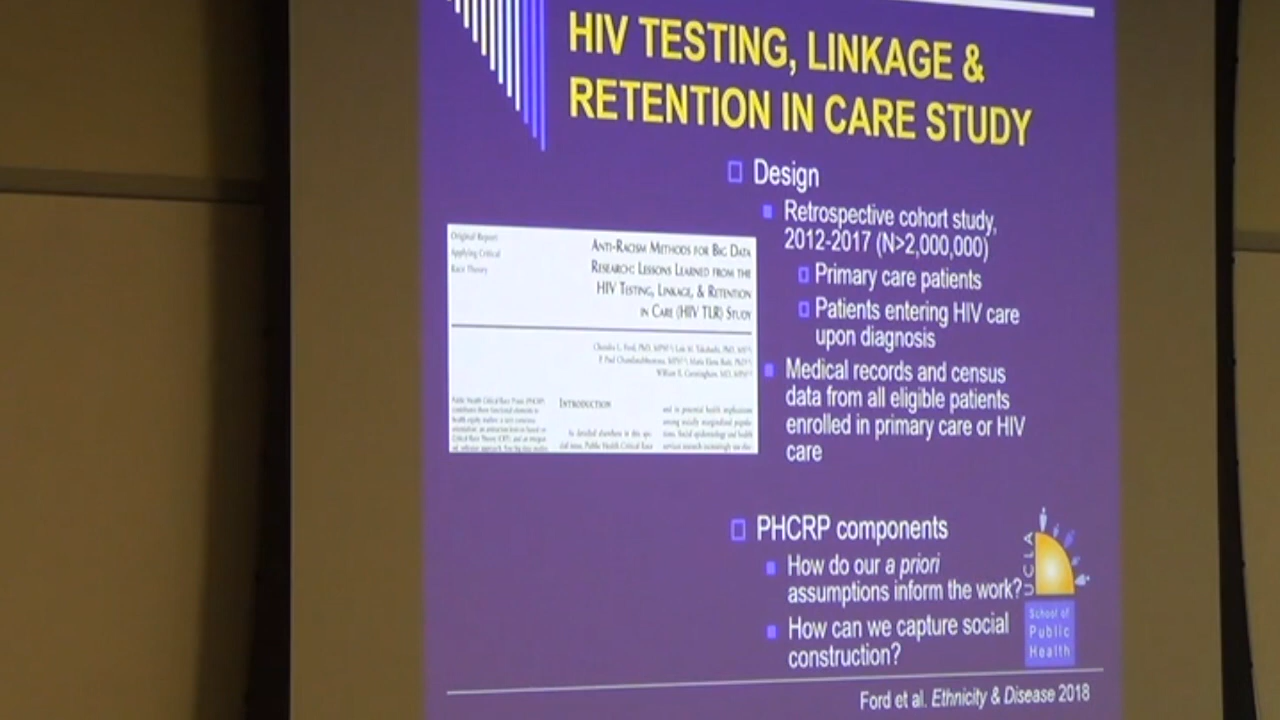 HIV TESTING, LINKAGE &
RETENTION IN CARE STUDY
Design
Retrospective cohort study,
2012-2017 (N>2,000,000)
Primary care patients
Patients entering HIV care
upon diagnosis
Medical records and census
data from all eligible patients
enrolled in primary care or HIV
care
PHCRP components
How do our a priori
assumptions inform the work?
How can we capture social
construction?
Original Report:
Applying Critical
Race Theory
ANTI-RACISM METHODS FOR BIG DATA
RESEARCH: LESSONS LEARNED FROM THE
HIV TESTING, LINKAGE, & RETENTION
IN CARE (HIV TLR) STUDY
INTRODUCTION
UCLA
School of
Public
Health
Ford et al. Ethnicity & Disease 2018